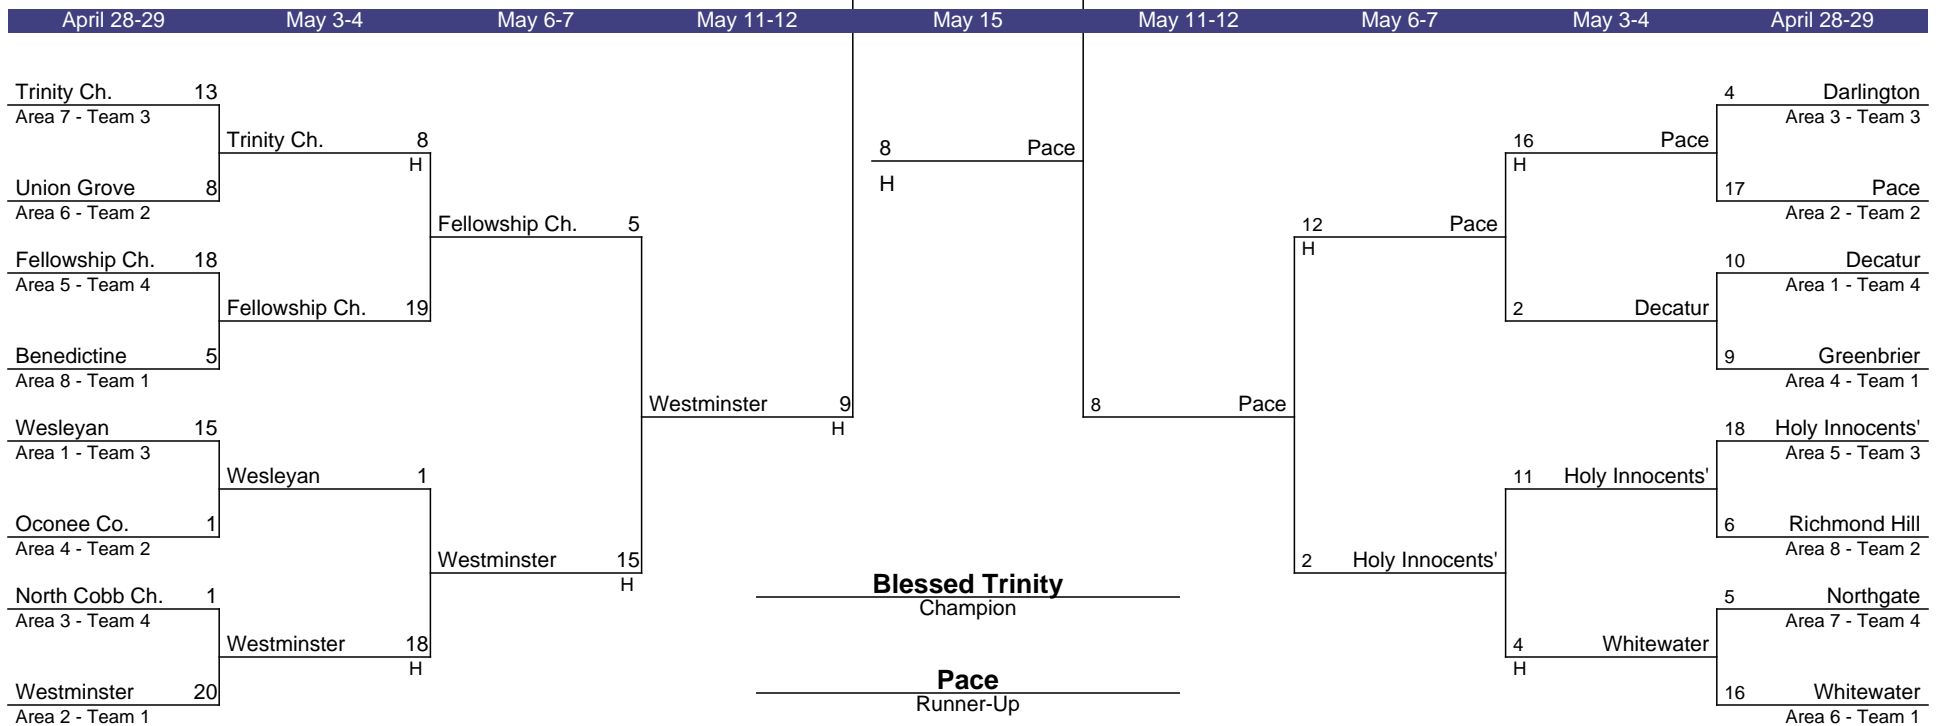 April 28-29 May 3-4 May 6-7 May 11-12 May 15 May 11-12 May 6-7 May 3-4 April 28-29
Trinity Ch. 13
Area 7 - Team 3
Trinity Ch. 8
H
Union Grove 8
Area 6 - Team 2
Fellowship Ch. 5
Fellowship Ch. 18
Area 5 - Team 4
Fellowship Ch. 19
Benedictine 5
Area 8 - Team 1
Westminster 9
H
Wesleyan 15
Area 1 - Team 3
Wesleyan 1
Oconee Co. 1
Area 4 - Team 2
Westminster 15
H
North Cobb Ch. 1
Area 3 - Team 4
Westminster 18
H
Westminster 20
Area 2 - Team 1
8 Pace
H
Blessed Trinity
Champion
Pace
Runner-Up
4 Darlington
Area 3 - Team 3
16 Pace
H
17 Pace
Area 2 - Team 2
12 Pace
H
10 Decatur
Area 1 - Team 4
2 Decatur
9 Greenbrier
Area 4 - Team 1
8 Pace
18 Holy Innocents'
Area 5 - Team 3
11 Holy Innocents'
6 Richmond Hill
Area 8 - Team 2
2 Holy Innocents'
5 Northgate
Area 7 - Team 4
4 Whitewater
H
16 Whitewater
Area 6 - Team 1